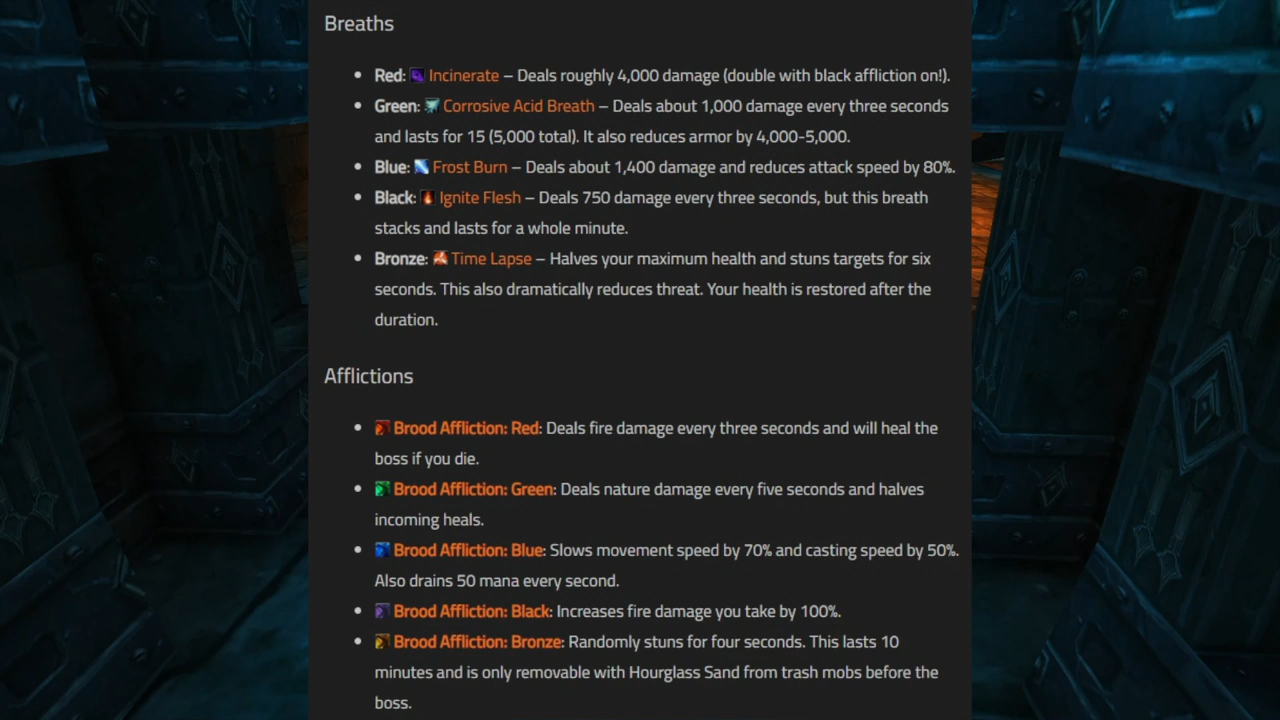 Breaths
Red: Incinerate – Deals roughly 4,000 damage (double with black affliction on!).
Green: Corrosive Acid Breath – Deals about 1,000 damage every three seconds
and lasts for 15 (5,000 total). It also reduces armor by 4,000-5,000.
Blue: Frost Burn – Deals about 1,400 damage and reduces attack speed by 80%.
Black: Ignite Flesh – Deals 750 damage every three seconds, but this breath
stacks and lasts for a whole minute.
Bronze: Time Lapse – Halves your maximum health and stuns targets for six
seconds. This also dramatically reduces threat. Your health is restored after the
duration.
Afflictions
Brood Affliction: Red: Deals fire damage every three seconds and will heal the
boss if you die.
Brood Affliction: Green: Deals nature damage every five seconds and halves
incoming heals.
Brood Affliction: Blue: Slows movement speed by 70% and casting speed by 50%.
Also drains 50 mana every second.
Brood Affliction: Black: Increases fire damage you take by 100%.
Brood Affliction: Bronze: Randomly stuns for four seconds. This lasts 10
minutes and is only removable with Hourglass Sand from trash mobs before the
boss.